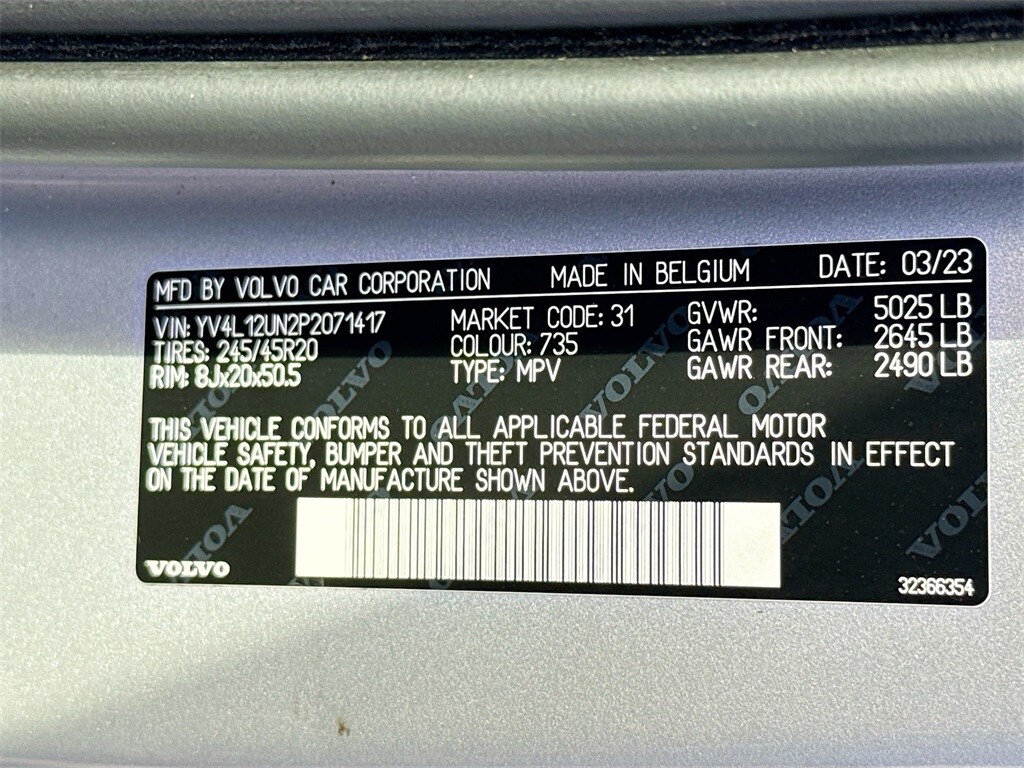 MFD BY VOLVO CAR CORPORATION MADE IN BELGIUM DATE: 03/23
VIN: YV4L12UN2P2071417 MARKET CODE: 31 GVWR: 5025 LB
TIRES: 245/45R20 COLOUR: 735 GAWR FRONT: 2645 LB
RIM: 8Jx20x50.5 TYPE: MPV GAWR REAR: 2490 LB
THIS VEHICLE CONFORMS TO ALL APPLICABLE FEDERAL MOTOR
VEHICLE SAFETY, BUMPER AND THEFT PREVENTION STANDARDS IN EFFECT
ON THE DATE OF MANUFACTURE SHOWN ABOVE.
VOLVO 32366354